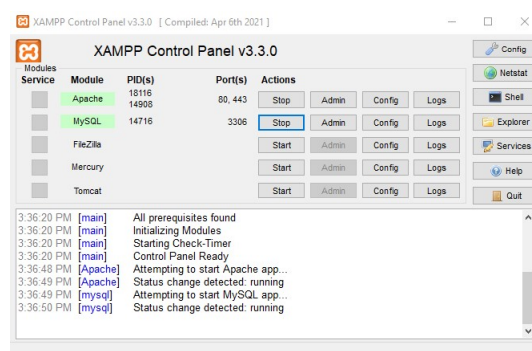 XAMPP Control Panel v3.3.0 [ Compiled: Apr 6th 2021 ]
XAMPP Control Panel v3.3.0
Config
Modules
Service Module PID(s) Port(s) Actions
Netstat
Apache 18116 14908 80, 443 Stop Admin Config Logs
Shell
MySQL 14716 3306 Stop Admin Config Logs
Explorer
FileZilla Start Admin Config Logs
Services
Mercury Start Admin Config Logs
Help
Tomcat Start Admin Config Logs
Quit
3:36:20 PM [main] All prerequisites found
3:36:20 PM [main] Initializing Modules
3:36:20 PM [main] Starting Check-Timer
3:36:20 PM [main] Control Panel Ready
3:36:48 PM [Apache] Attempting to start Apache app...
3:36:49 PM [Apache] Status change detected: running
3:36:49 PM [mysql] Attempting to start MySQL app...
3:36:50 PM [mysql] Status change detected: running